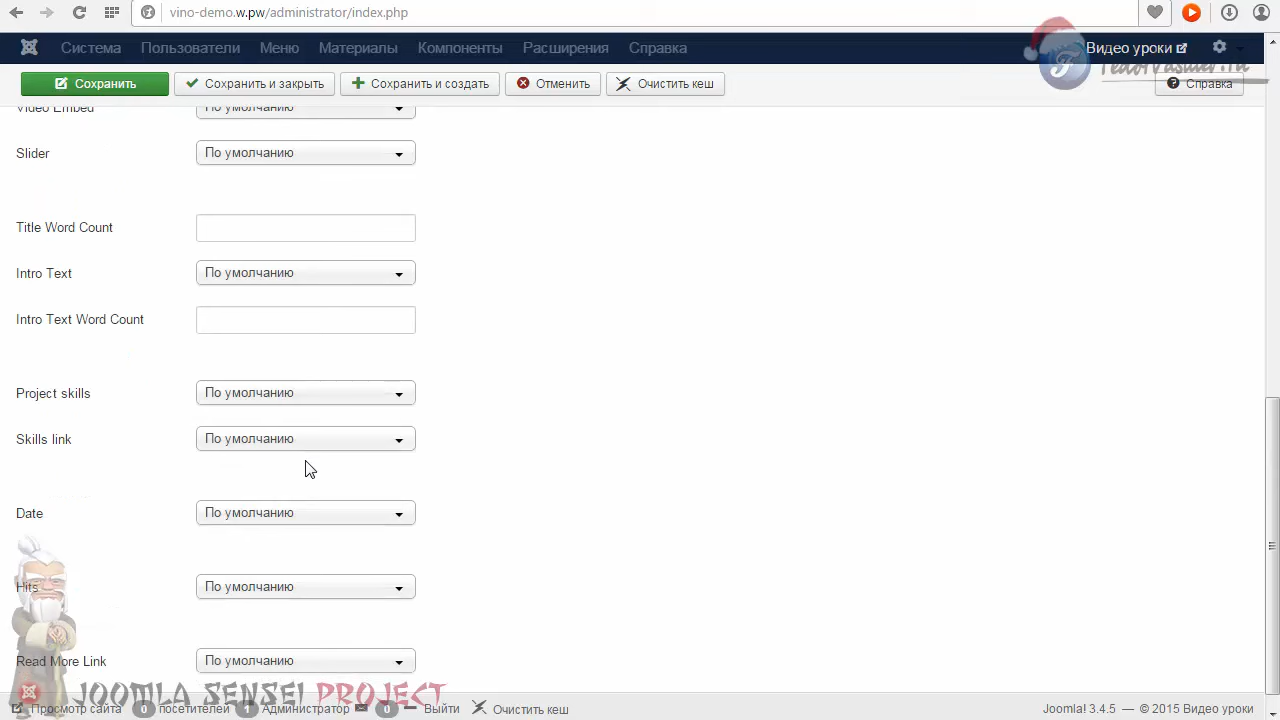 vino-demo.w.pw/administrator/index.php
Система Пользователи Меню Материалы Компоненты Расширения Справка Видео уроки
Сохранить Сохранить и закрыть Сохранить и создать Отменить Очистить кеш Справка
Video Embed По умолчанию
Slider По умолчанию
Title Word Count
Intro Text По умолчанию
Intro Text Word Count
Project skills По умолчанию
Skills link По умолчанию
Date По умолчанию
Hits По умолчанию
Read More Link По умолчанию
JOOMLA SENSEI PROJECT
Просмотр сайта 0 посетителей 1 Администратор 0 Выйти Очистить кеш Joomla! 3.4.5 — © 2015 Видео уроки